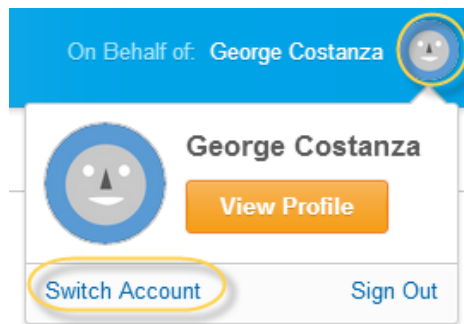 On Behalf of: George Costanza
George Costanza
View Profile
Switch Account
Sign Out